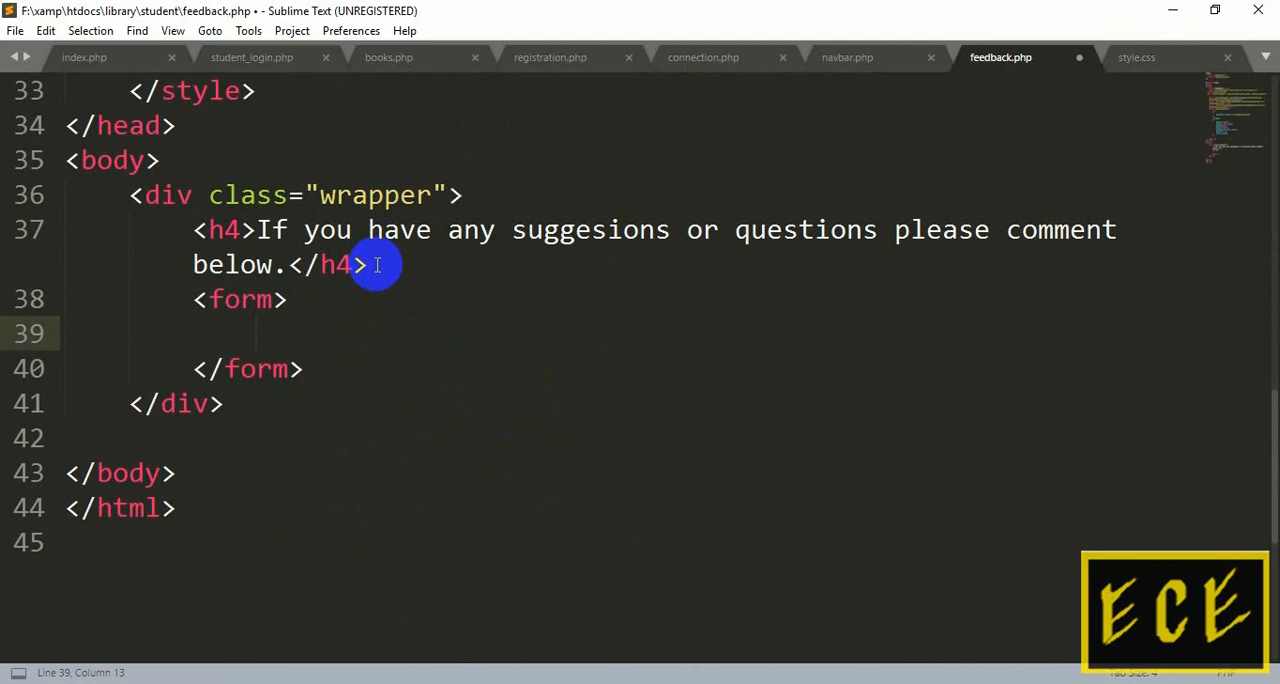 F:\xamp\htdocs\library\student\feedback.php • - Sublime Text (UNREGISTERED)
File Edit Selection Find View Goto Tools Project Preferences Help
index.php student_login.php books.php registration.php connection.php navbar.php feedback.php style.css
33 </style>
34 </head>
35 <body>
36 <div class="wrapper">
37 <h4>If you have any suggesions or questions please comment
below.</h4>
38 <form>
39
40 </form>
41 </div>
42
43 </body>
44 </html>
45
ECE
Line 39, Column 13
Tab Size: 4 PHP